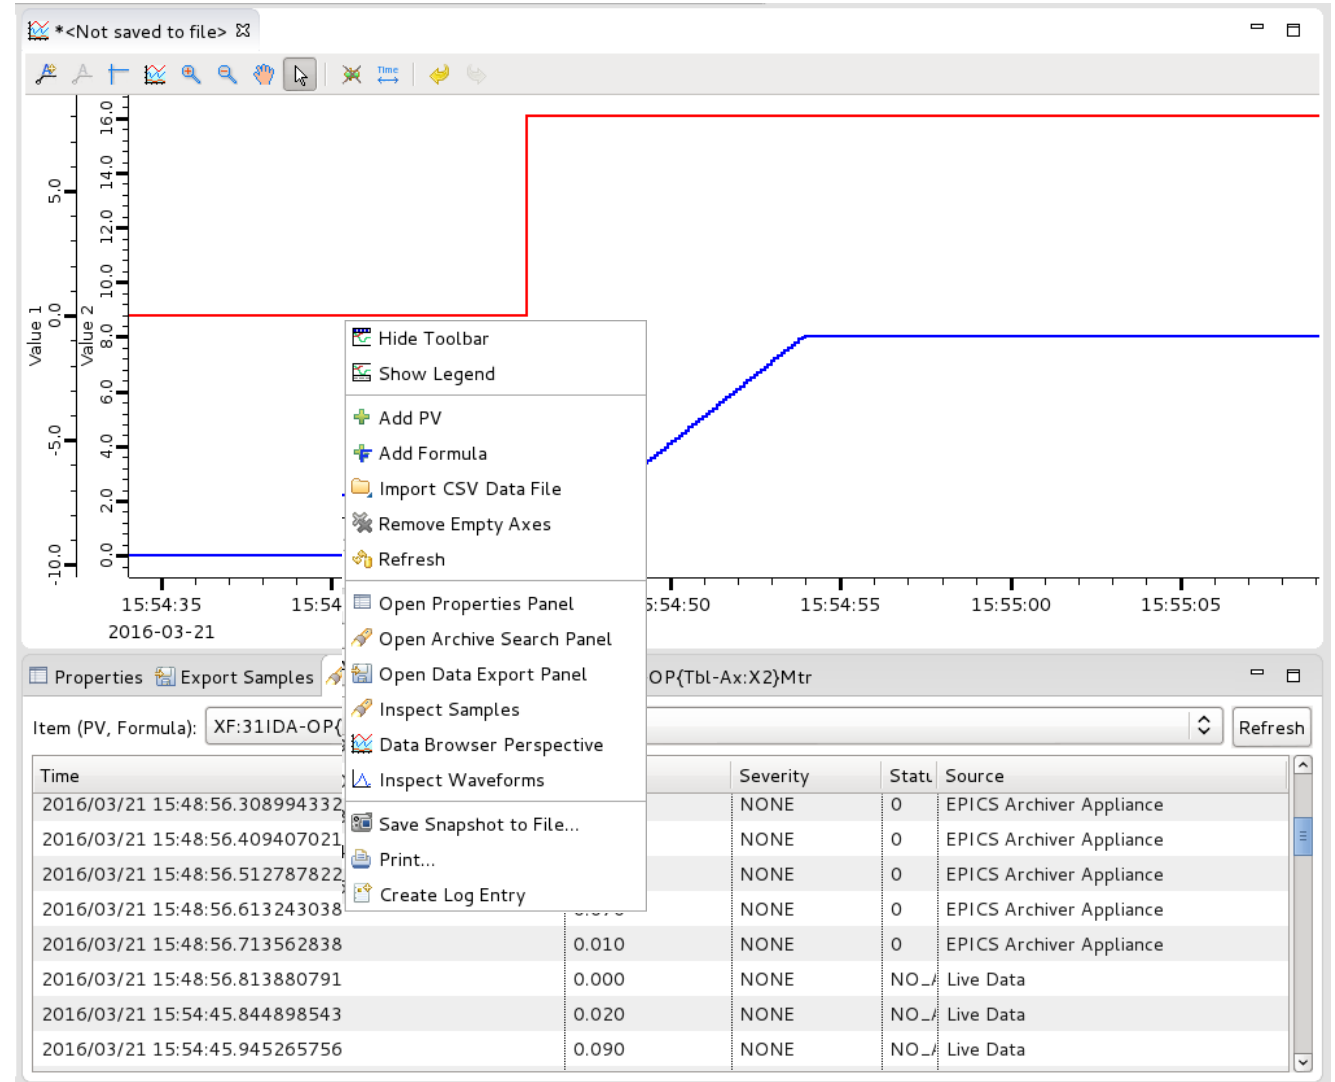 *<Not saved to file>
Time
16.0
14.0
12.0
10.0
8.0
6.0
4.0
2.0
0.0
Value 2
5.0
0.0
-5.0
-10.0
Value 1
Hide Toolbar
Show Legend
Add PV
Add Formula
Import CSV Data File
Remove Empty Axes
Refresh
Open Properties Panel
Open Archive Search Panel
Open Data Export Panel
Inspect Samples
Data Browser Perspective
Inspect Waveforms
Save Snapshot to File...
Print...
Create Log Entry
15:54:35 15:54 5:54:50 15:54:55 15:55:00 15:55:05
2016-03-21
Properties Export Samples OP{Tbl-Ax:X2}Mtr
Item (PV, Formula): XF:31IDA-OP{ Refresh
Time Severity Statu Source
2016/03/21 15:48:56.308994332 NONE 0 EPICS Archiver Appliance
2016/03/21 15:48:56.409407021 NONE 0 EPICS Archiver Appliance
2016/03/21 15:48:56.512787822 NONE 0 EPICS Archiver Appliance
2016/03/21 15:48:56.613243038 NONE 0 EPICS Archiver Appliance
2016/03/21 15:48:56.713562838 0.010 NONE 0 EPICS Archiver Appliance
2016/03/21 15:48:56.813880791 0.000 NONE NO_A Live Data
2016/03/21 15:54:45.844898543 0.020 NONE NO_A Live Data
2016/03/21 15:54:45.945265756 0.090 NONE NO_A Live Data